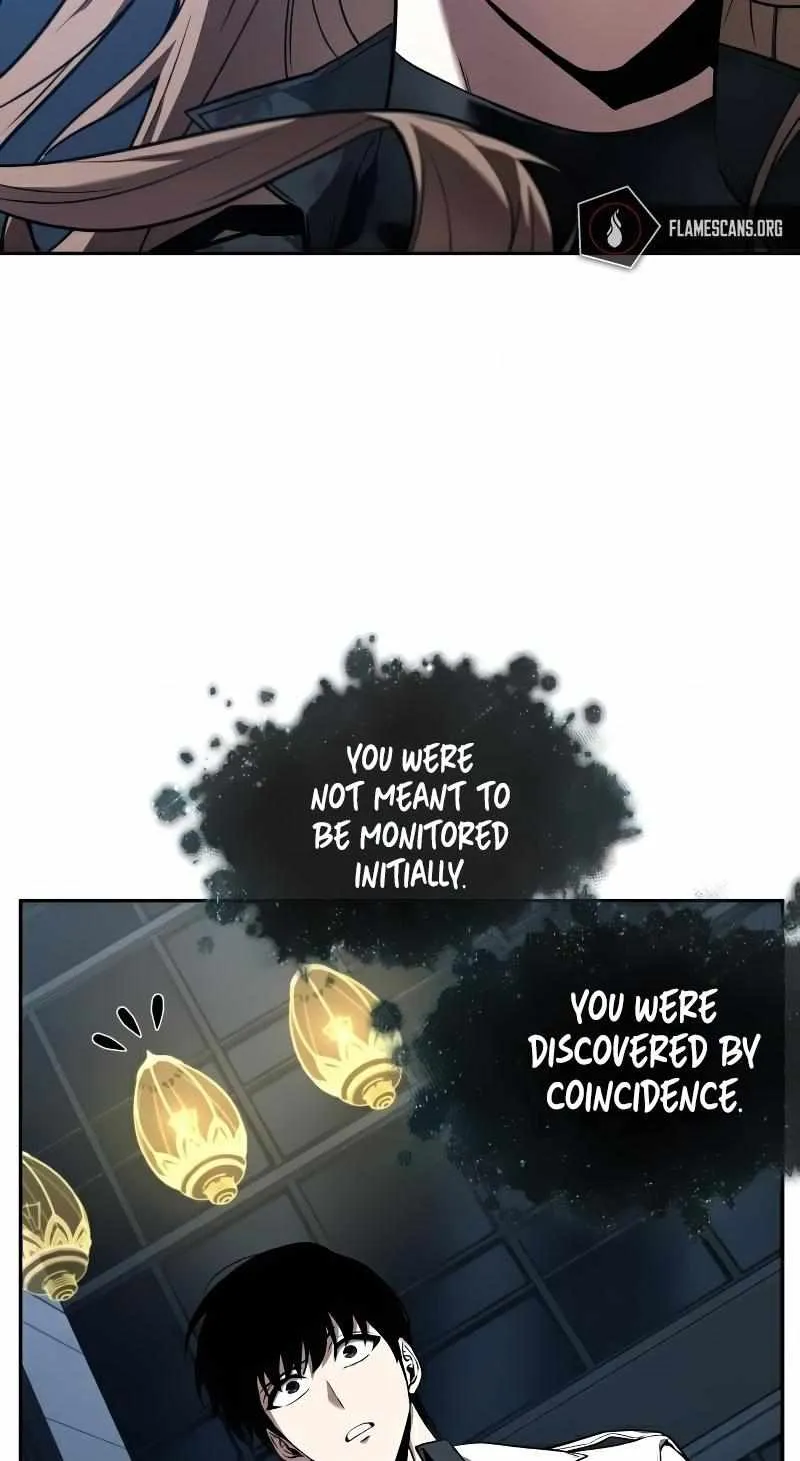 FLAMESCANS.ORG
YOU WERE
NOT MEANT TO
BE MONITORED
INITIALLY.
YOU WERE
DISCOVERED BY
COINCIDENCE.